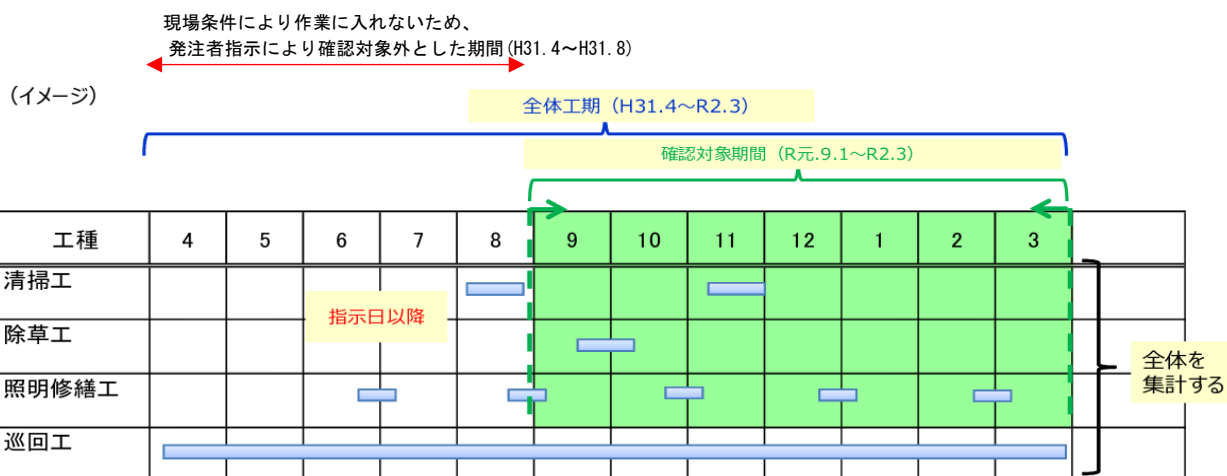 現場条件により作業に入れないため、
発注者指示により確認対象外とした期間(H31.4～H31.8)
（イメージ）
全体工期（H31.4～R2.3）
確認対象期間（R元.9.1～R2.3）
工種 4 5 6 7 8 9 10 11 12 1 2 3
清掃工
指示日以降
除草工
全体を
集計する
照明修繕工
巡回工